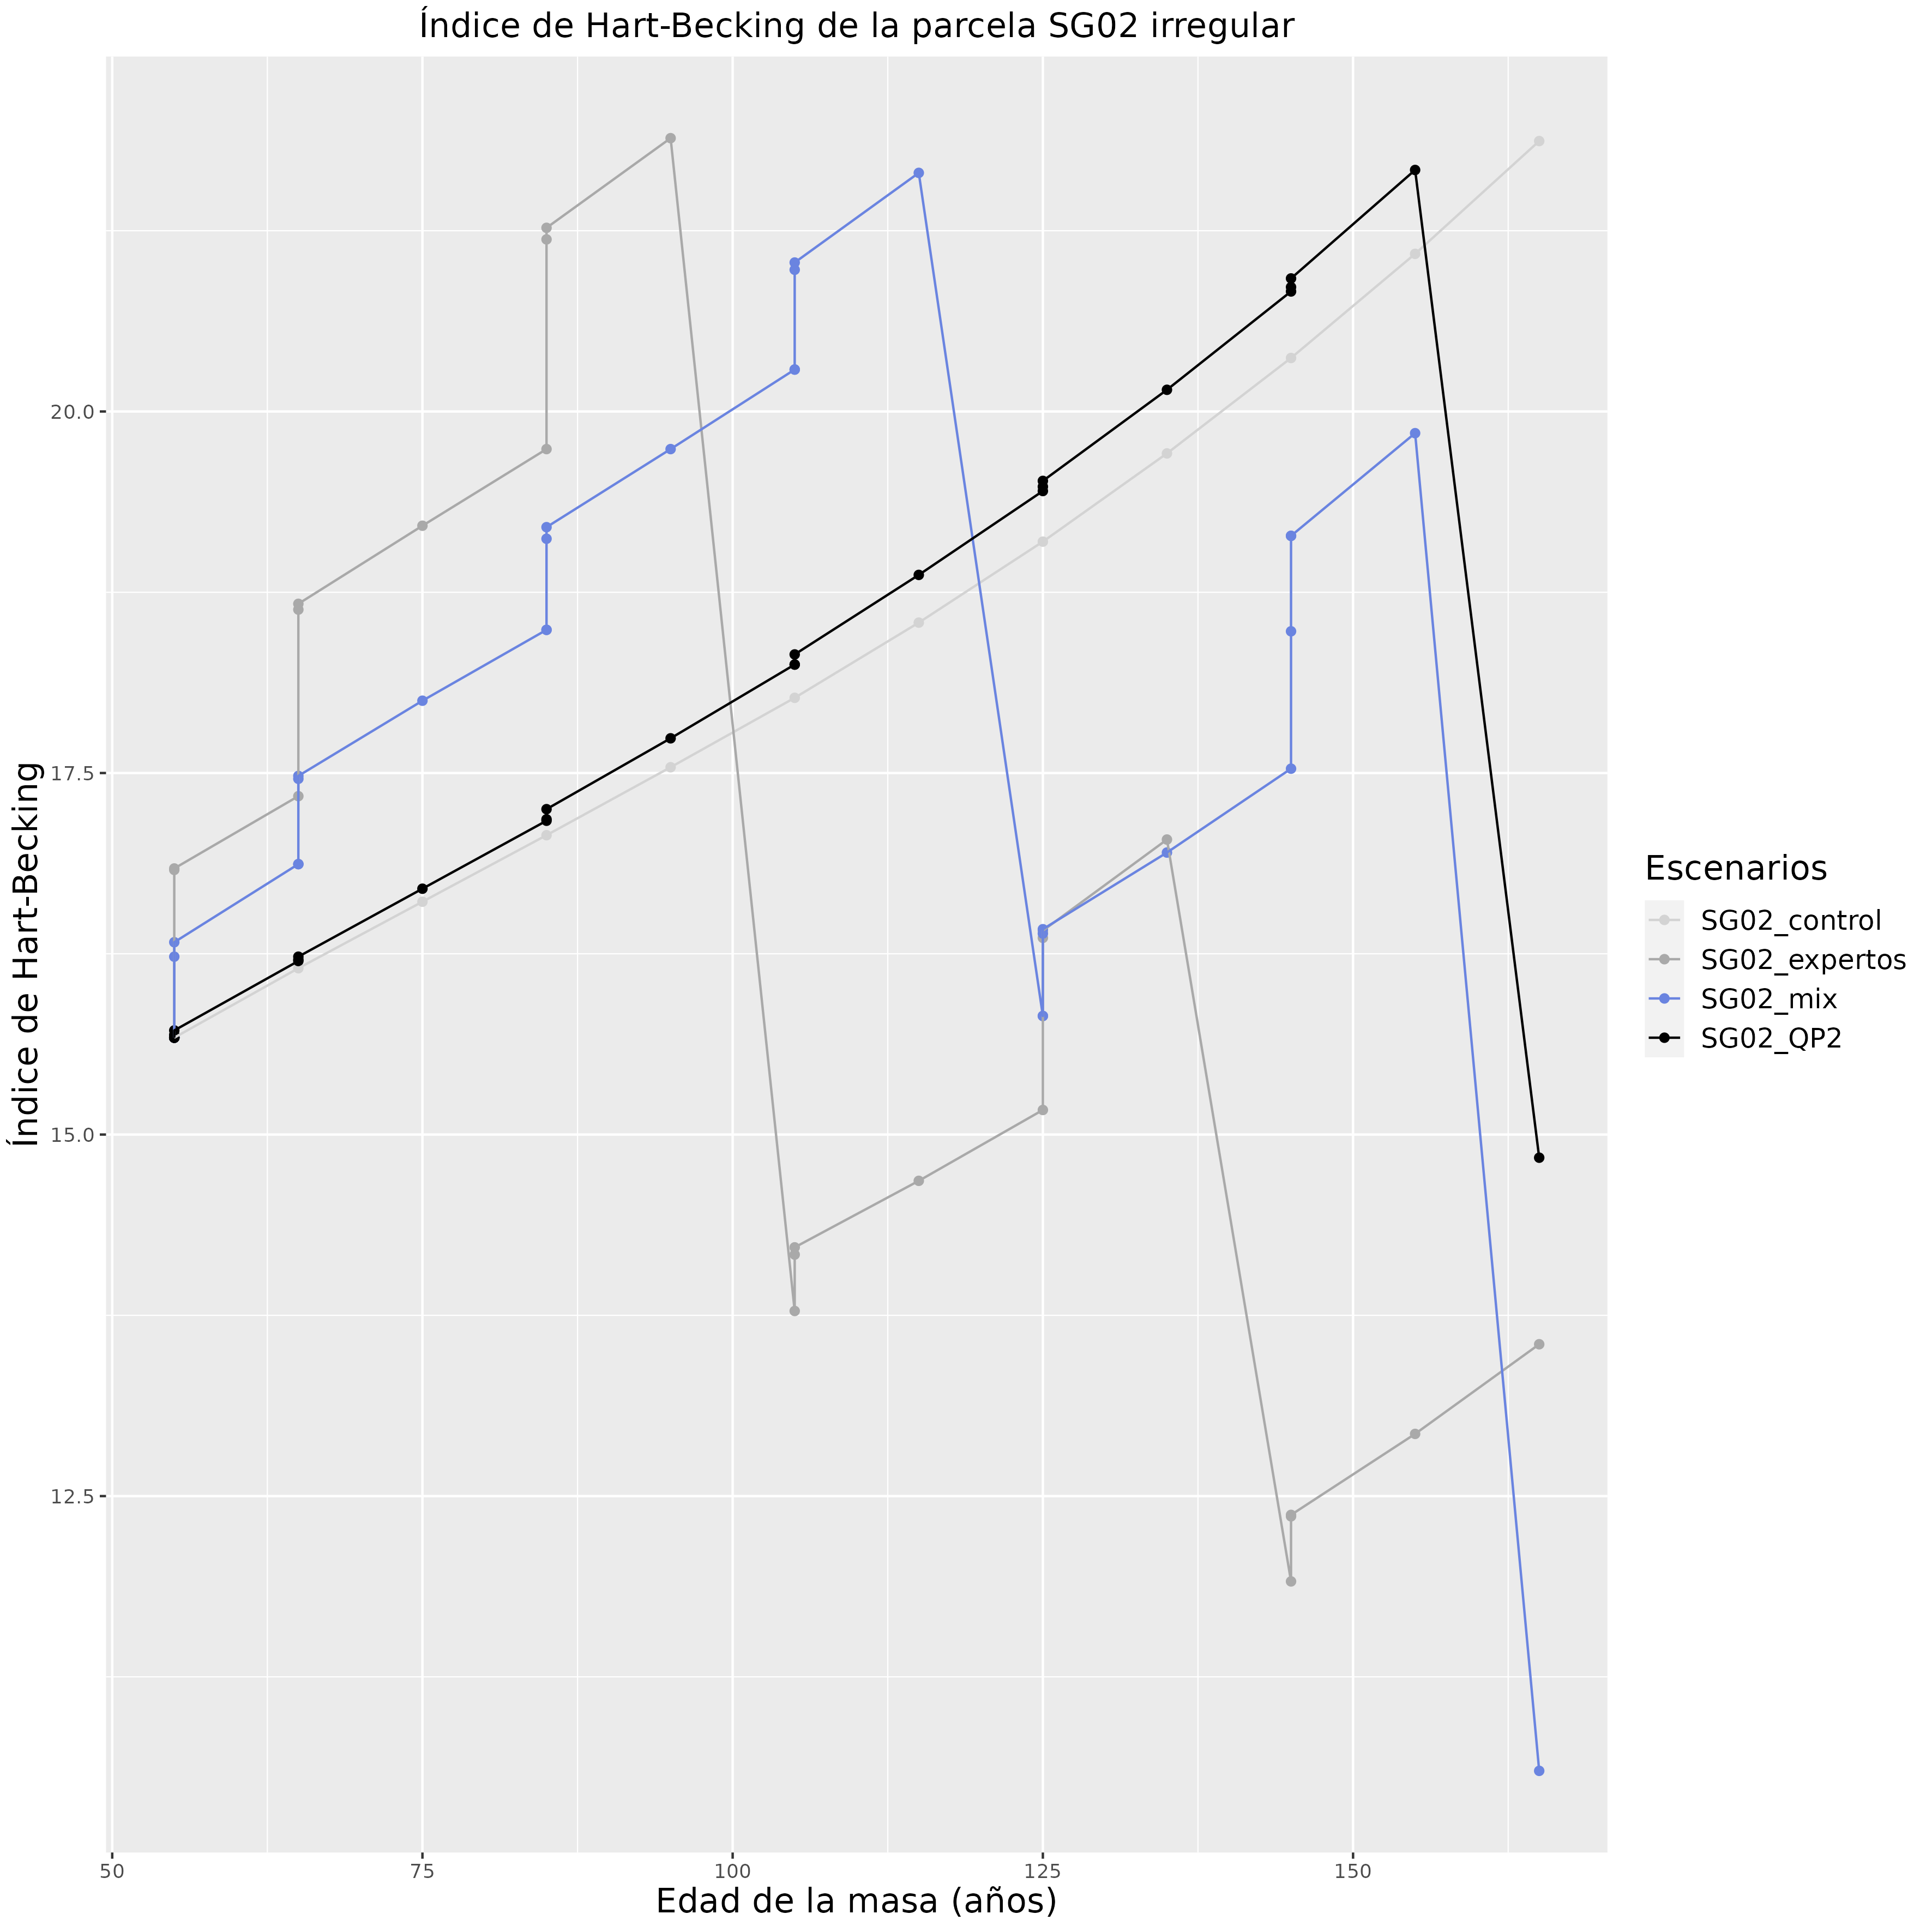 Índice de Hart-Becking de la parcela SG02 irregular
Índice de Hart-Becking
20.0
17.5
15.0
12.5
50
75
100
125
150
Edad de la masa (años)
Escenarios
SG02_control
SG02_expertos
SG02_mix
SG02_QP2